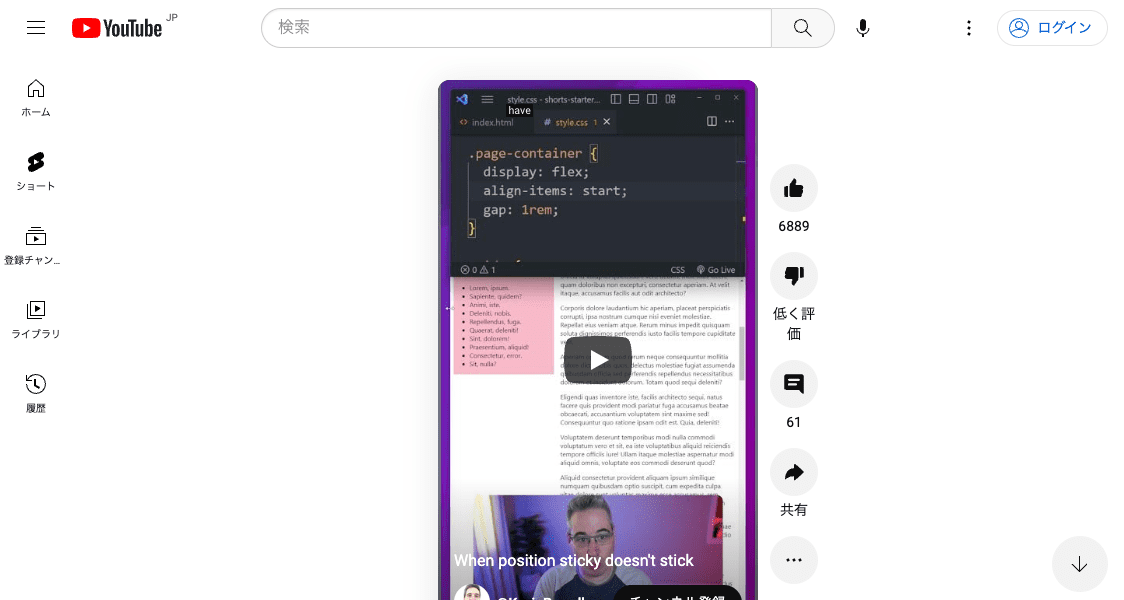 YouTube JP
検索
ログイン
ホーム
ショート
登録チャン...
ライブラリ
履歴
style.css - shorts-starter...
have
index.html
# style.css 1
.page-container {
display: flex;
align-items: start;
gap: 1rem;
}
0 1
CSS Go Live
Lorem, ipsum.
Sapiente, quidem?
Animi, iste.
Deleniti, nobis.
Repellendus, fuga.
Quaerat, deleniti!
Sint, dolorem!
Praesentium, aliquid!
Consectetur, error.
Sit, nulla?
quam doloribus non excepturi, consectetur aperiam. At velit
itaque, accusamus facilis aut odit architecto?
Corporis dolore laudantium hic aperiam, placeat perspiciatis
corrupti, ipsa nostrum cumque nisi eveniet molestiae.
Repellat eius veniam atque. Rerum minus impedit quisquam
soluta dignissimos perferendis iusto facilis tempore cupiditate
rerum neque consequuntur mollitia
delectus molestiae fugiat assumenda
perferendis repellendus necessitatibus
dolorum. Totam quod sequi deleniti?
Eligendi quas inventore iste, facilis architecto sequi, natus
facere quis provident modi pariatur fuga accusamus beatae
obcaecati, accusantium voluptatem sint maxime sed!
Consequuntur quo ratione ipsam odit est. Quia, deleniti!
Voluptatem deserunt temporibus modi nulla commodi
voluptatum vero et sit, ea iste voluptatibus aliquid reiciendis
tempore officiis iure! Ullam itaque molestiae aspernatur modi
aliquid omnis, voluptate eos commodi deserunt quod?
Aliquid consectetur provident aliquam ipsum similique
numquam quibusdam optio suscipit, cum expedita culpa
When position sticky doesn't stick
チャンネル登録
6889
低く評
価
61
共有